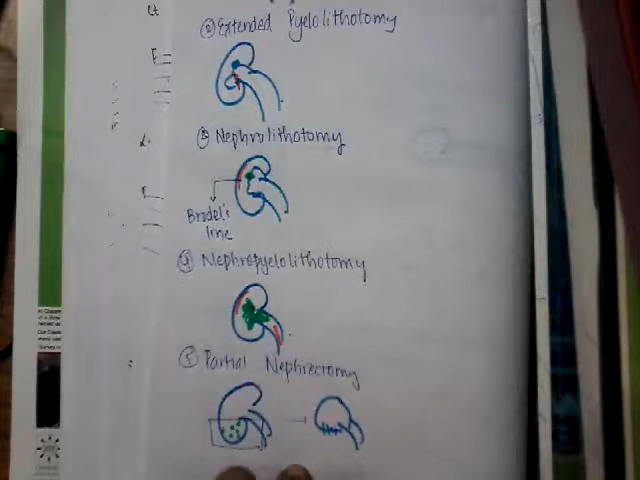 ② Extended Pyelolithotomy
③ Nephrolithotomy
Brodel's
line
④ Nephropyelolithotomy
⑤ Partial Nephrectomy